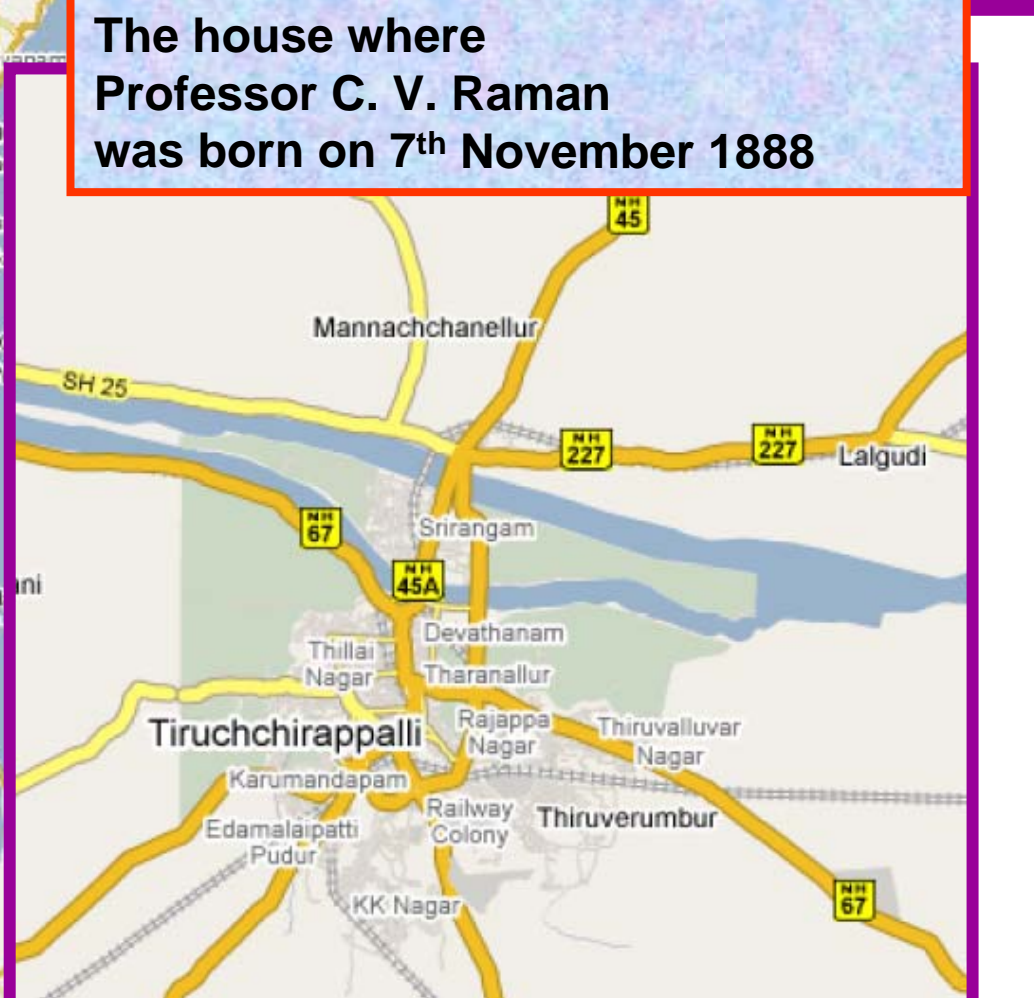 The house where
Professor C. V. Raman
was born on 7th November 1888
NH
45
Mannachchanellur
SH 25
NH
227
NH
227
Lalgudi
NH
67
Srirangam
NH
45A
ani
Devathanam
Thillai
Nagar
Tharanallur
Tiruchchirappalli
Rajappa
Nagar
Thiruvalluvar
Nagar
Karumandapam
Railway
Colony
Thiruverumbur
Edamalaipatti
Pudur
KK Nagar
NH
67